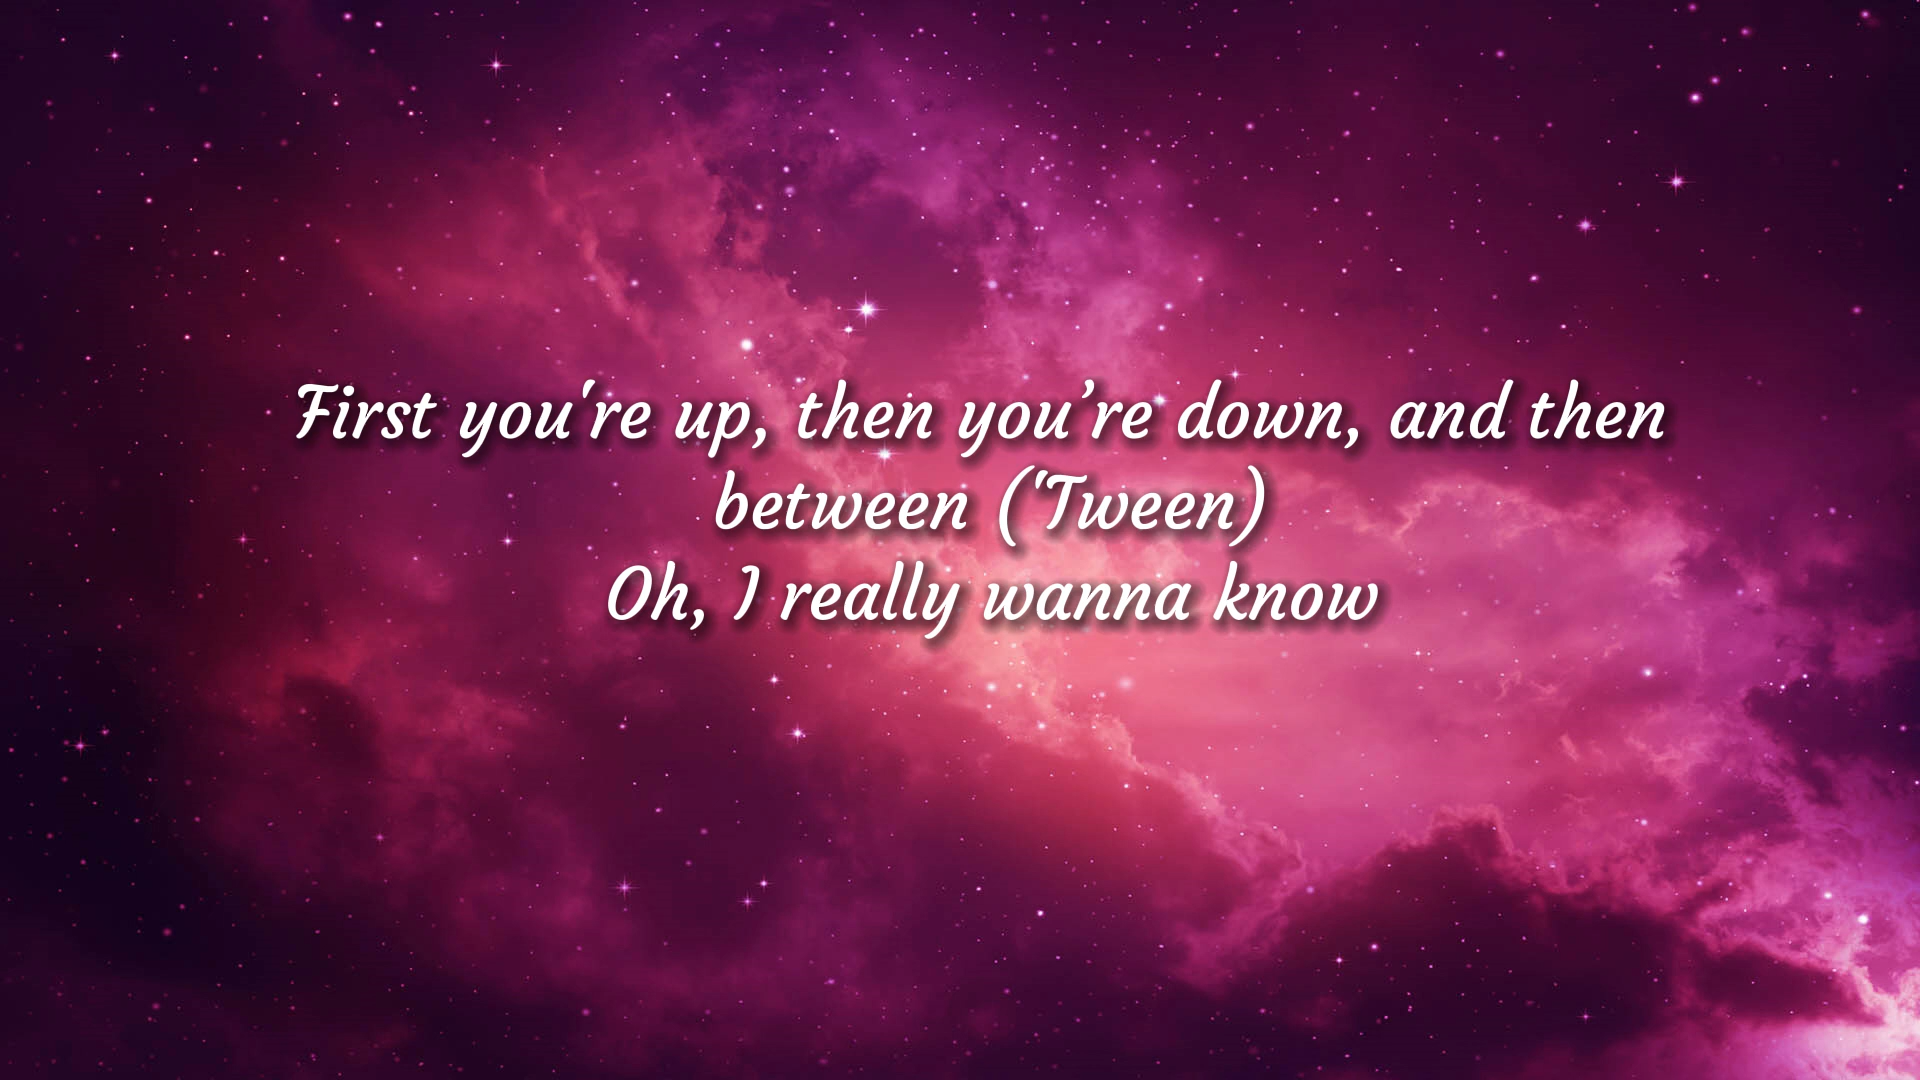 First you're up, then you’re down, and then
between ('Tween)
Oh, I really wanna know